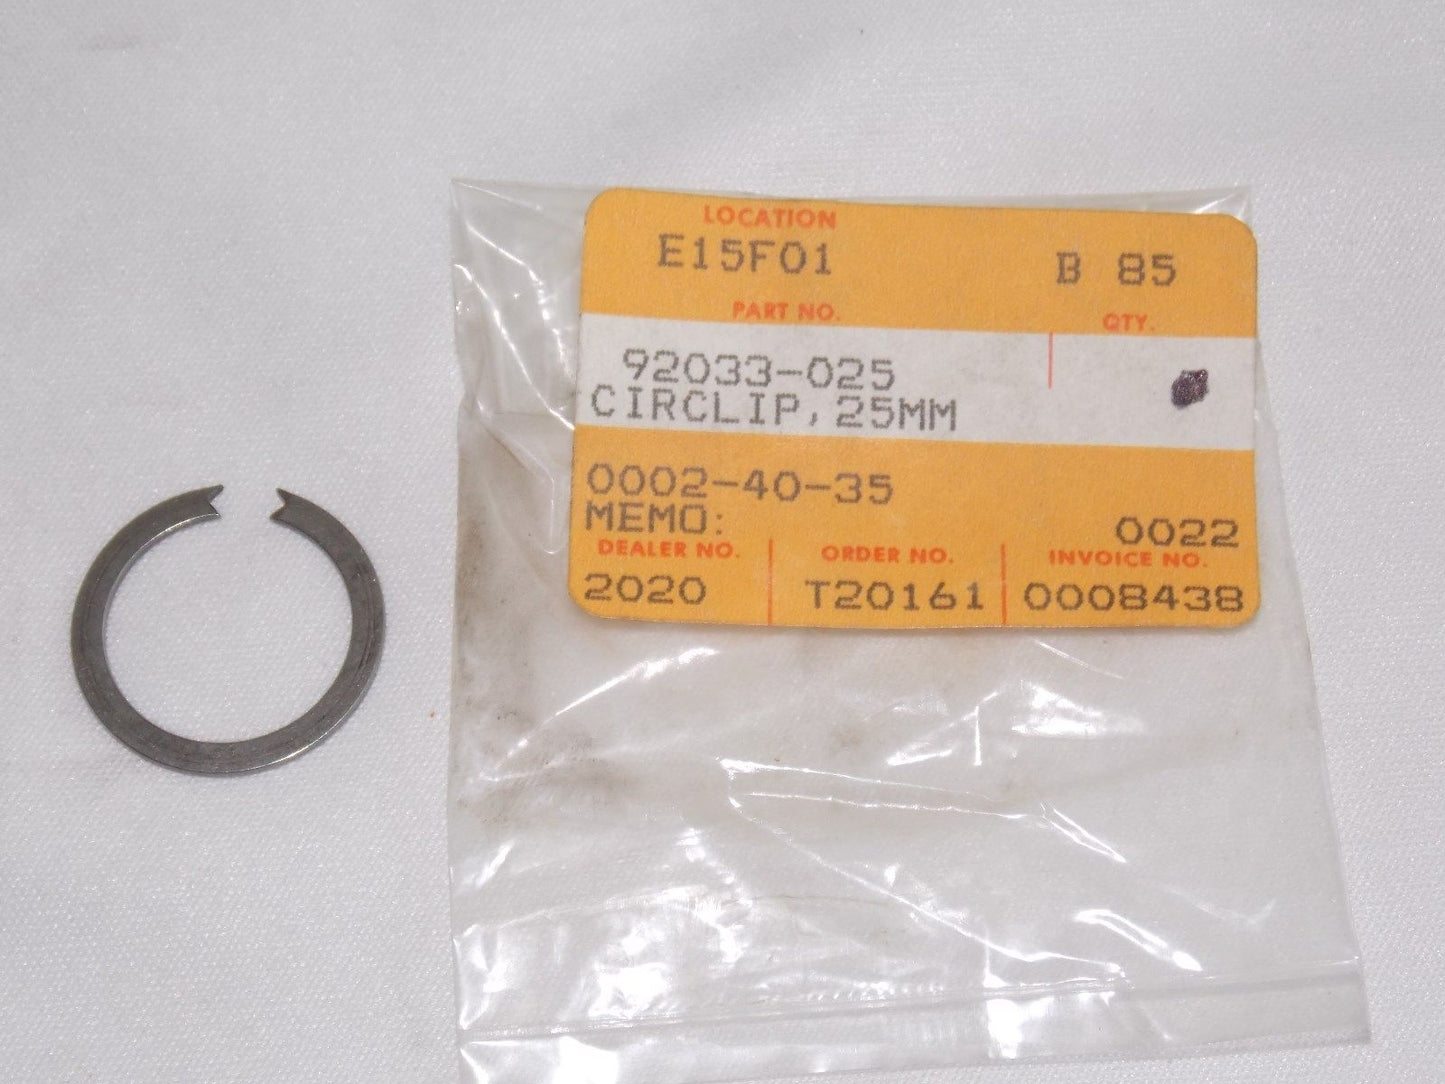 LOCATION
E15F01 B 85
PART NO. QTY.
92033-025
CIRCLIP,25MM
0002-40-35
MEMO: 0022
DEALER NO. ORDER NO. INVOICE NO.
2020 T20161 0008438